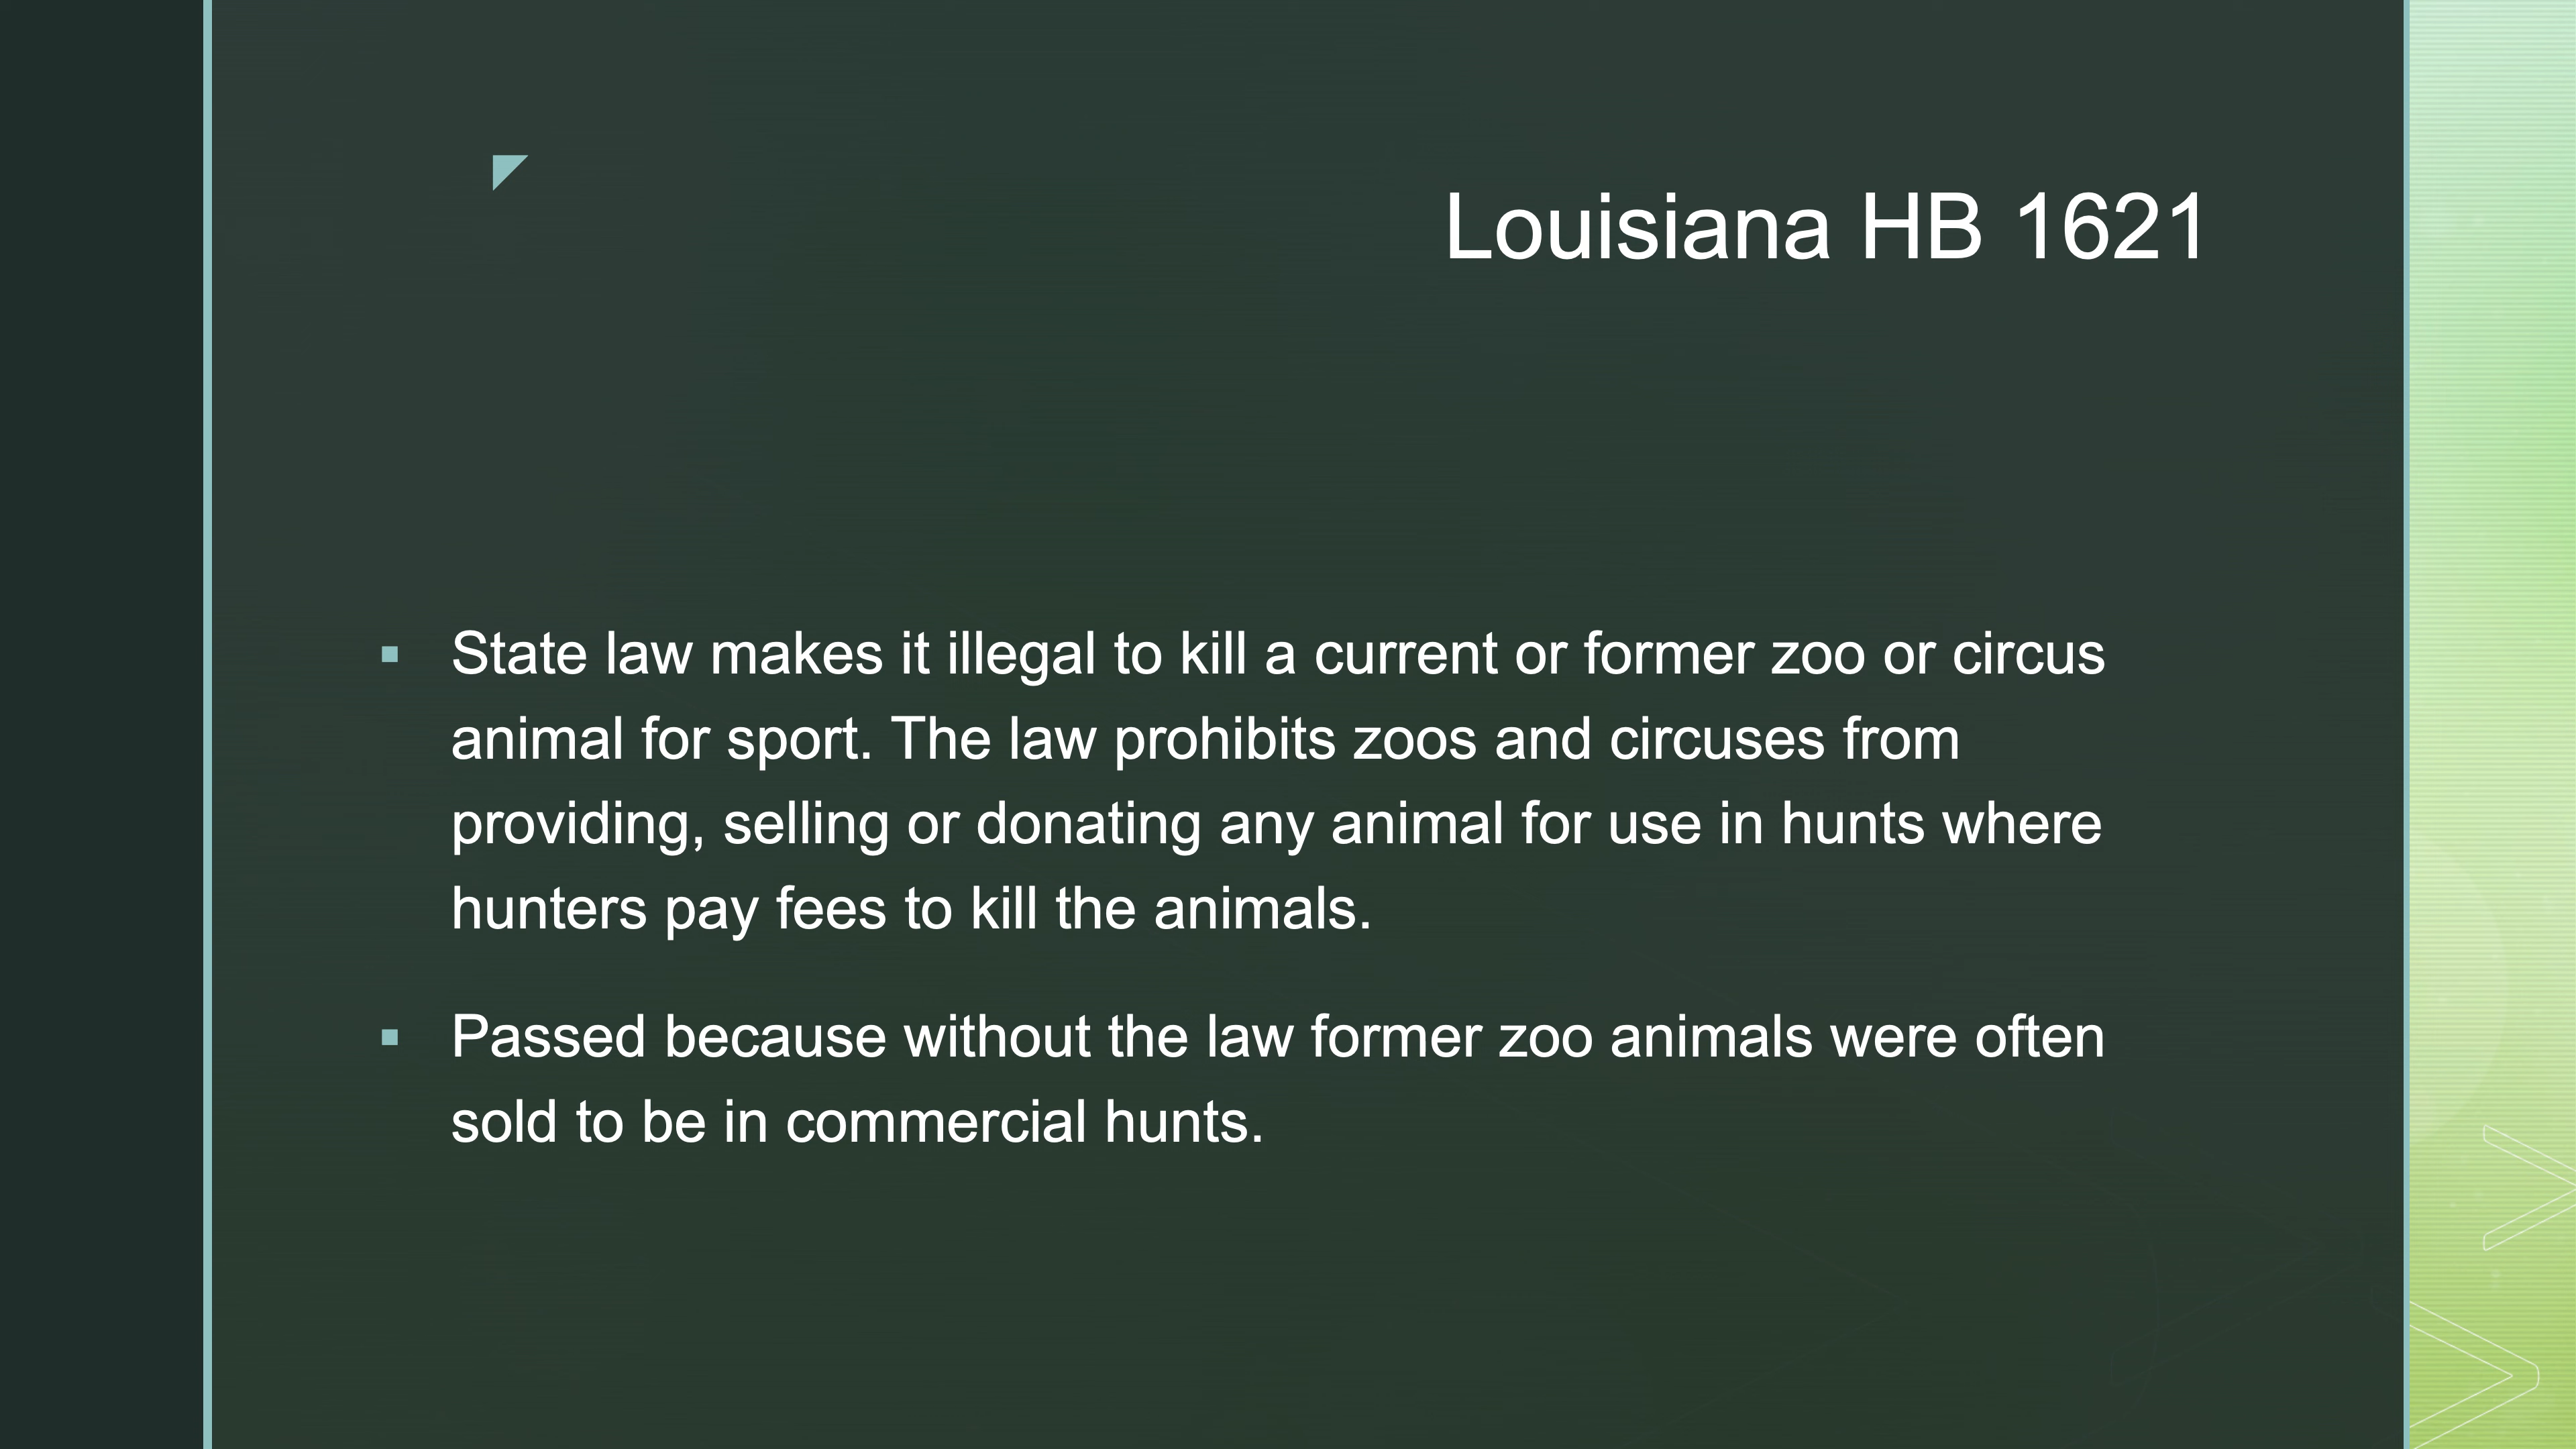 Louisiana HB 1621
▪ State law makes it illegal to kill a current or former zoo or circus
animal for sport. The law prohibits zoos and circuses from
providing, selling or donating any animal for use in hunts where
hunters pay fees to kill the animals.
▪ Passed because without the law former zoo animals were often
sold to be in commercial hunts.